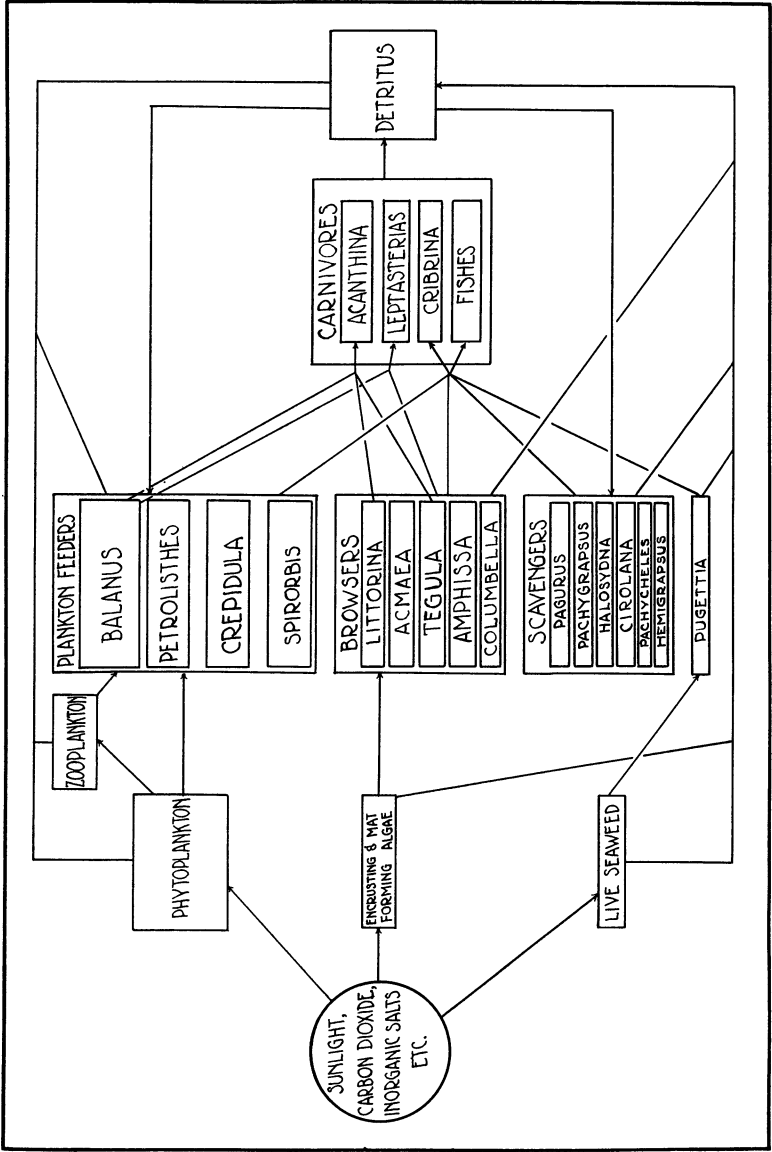 DETRITUS
CARNIVORES
ACANTHINA
LEPTASTERIAS
CRIBRINA
FISHES
PLANKTON FEEDERS
BALANUS
PETROLISTHES
CREPIDULA
SPIRORBIS
BROWSERS
LITTORINA
ACMAEA
TEGULA
AMPHISSA
COLUMBELLA
SCAVENGERS
PAGURUS
PACHYGRAPSUS
HALOSYDNA
CIROLANA
PACHYCHELES
HEMIGRAPSUS
PUGETTIA
ZOOPLANKTON
PHYTOPLANKTON
ENCRUSTING & MAT
FORMING ALGAE
LIVE SEAWEED
SUNLIGHT,
CARBON DIOXIDE,
INORGANIC SALTS
ETC.